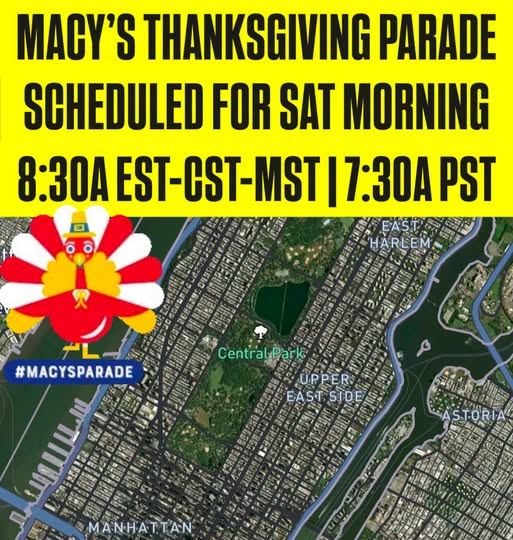 MACY'S THANKSGIVING PARADE
SCHEDULED FOR SAT MORNING
8:30A EST-CST-MST | 7:30A PST
EAST
HARLEM
#MACYSPARADE
Central Park
UPPER
EAST SIDE
ASTORIA
MANHATTAN